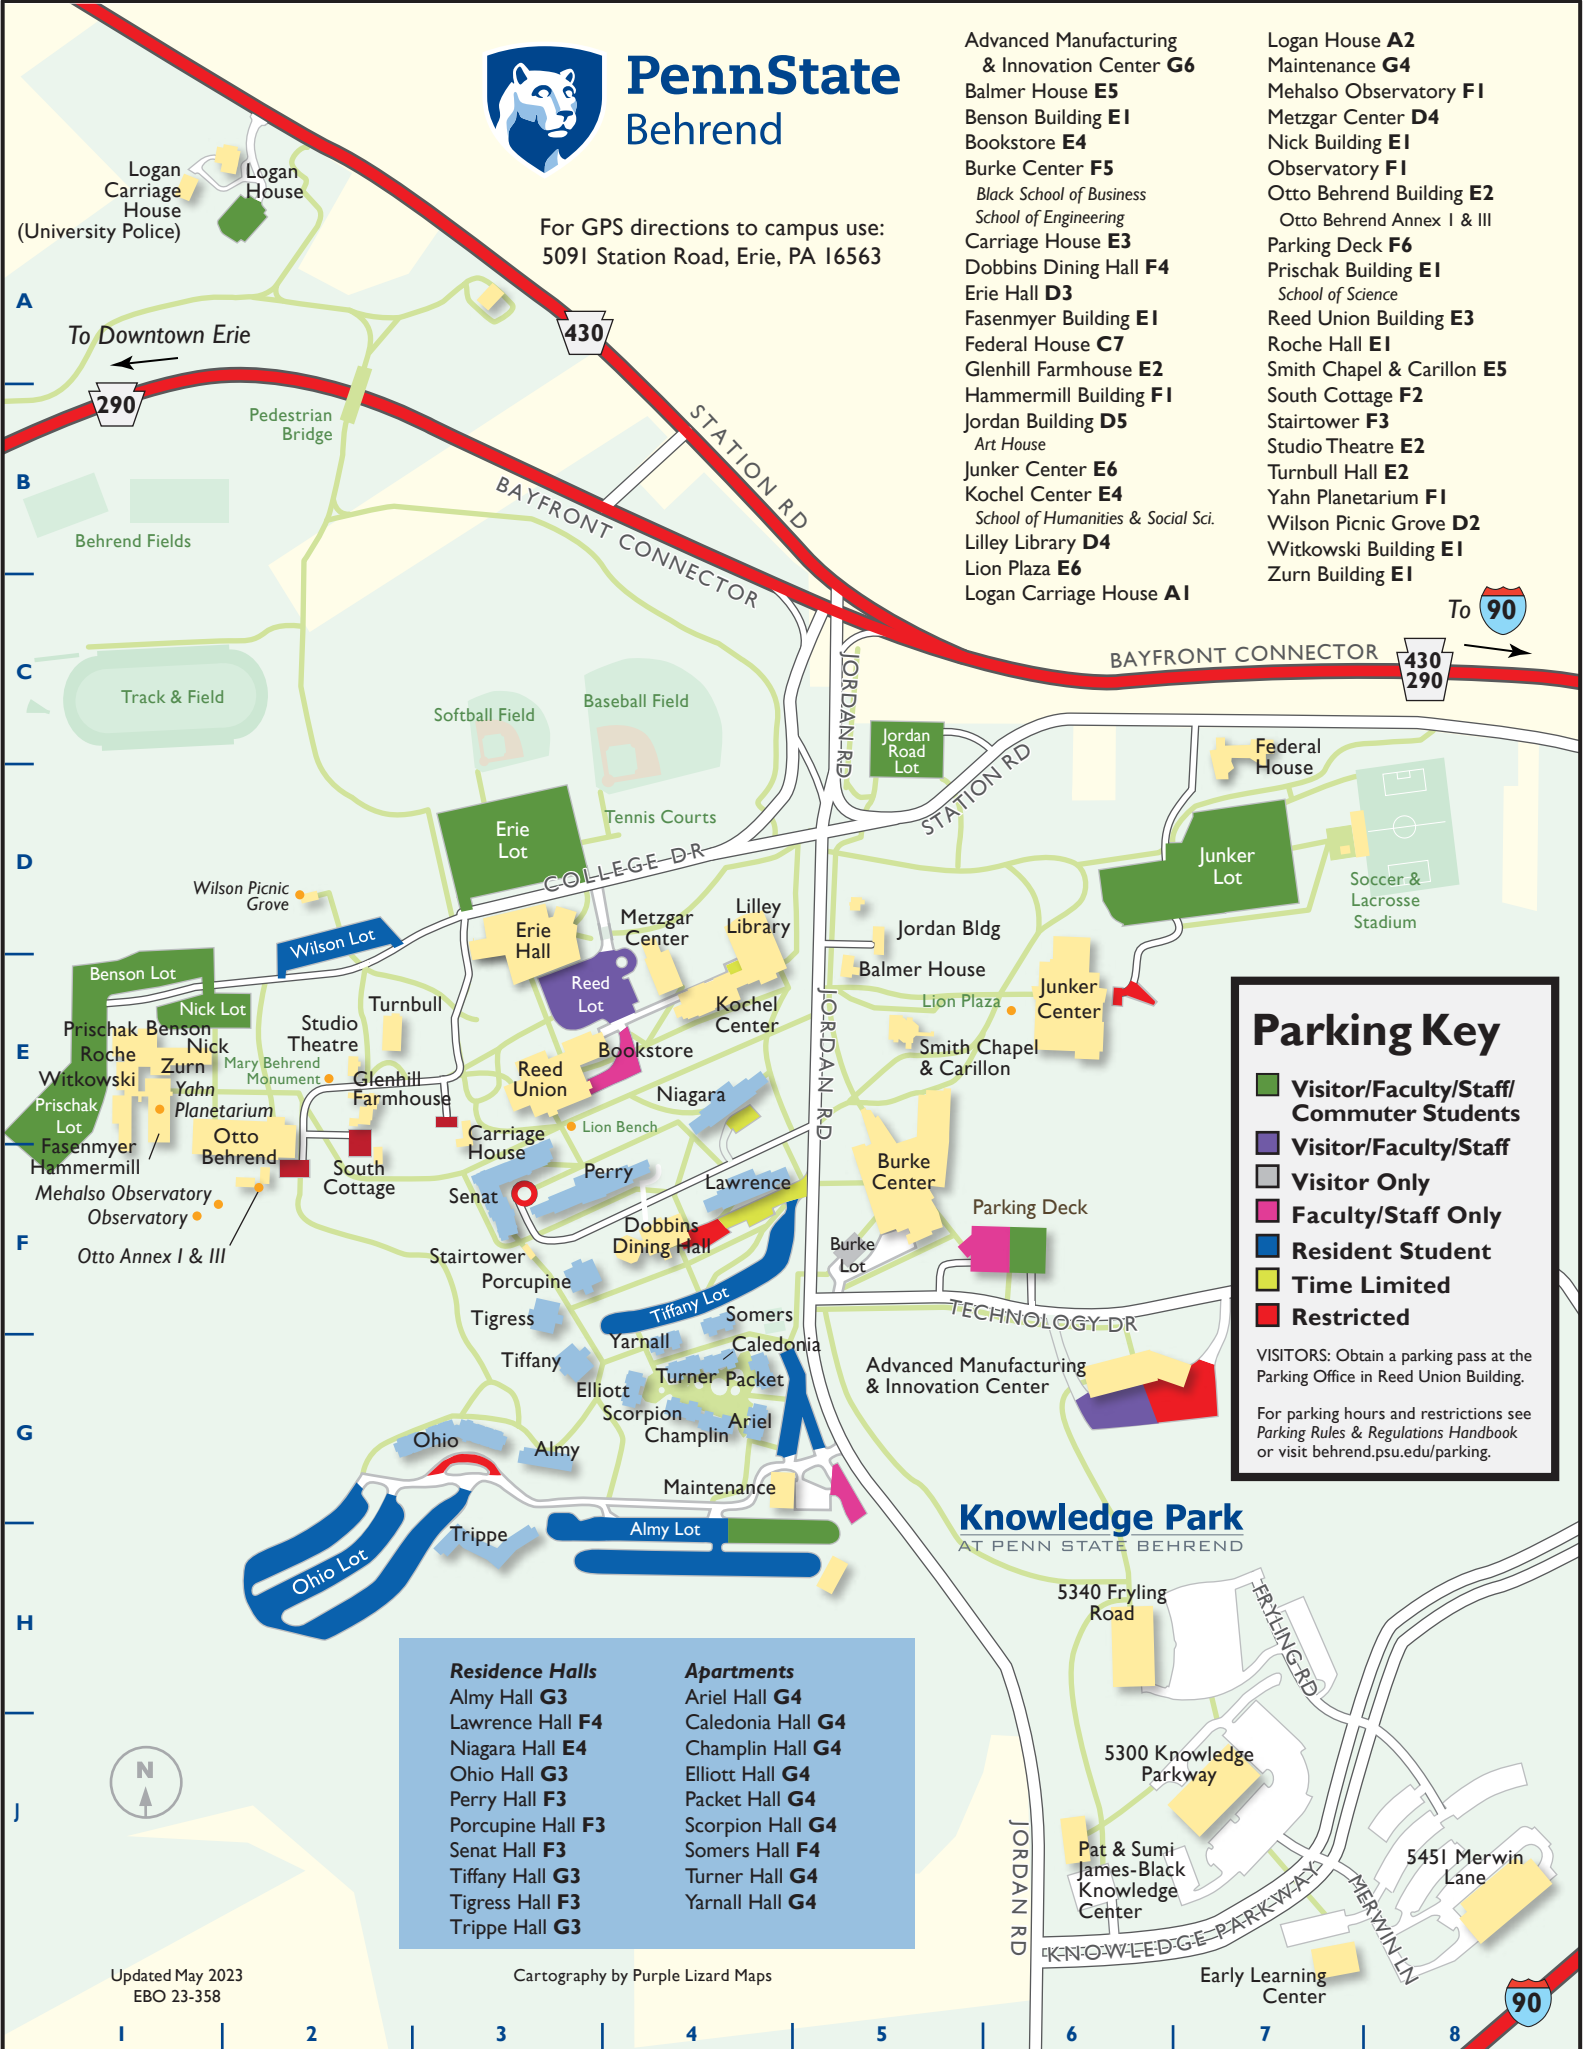 PennState
Behrend
For GPS directions to campus use:
5091 Station Road, Erie, PA 16563
Advanced Manufacturing
& Innovation Center G6
Balmer House E5
Benson Building E1
Bookstore E4
Burke Center F5
Black School of Business
School of Engineering
Carriage House E3
Dobbins Dining Hall F4
Erie Hall D3
Fasenmyer Building E1
Federal House C7
Glenhill Farmhouse E2
Hammermill Building F1
Jordan Building D5
Art House
Junker Center E6
Kochel Center E4
School of Humanities & Social Sci.
Lilley Library D4
Lion Plaza E6
Logan Carriage House A1
Logan House A2
Maintenance G4
Mehalso Observatory F1
Metzgar Center D4
Nick Building E1
Observatory F1
Otto Behrend Building E2
Otto Behrend Annex I & III
Parking Deck F6
Prischak Building E1
School of Science
Reed Union Building E3
Roche Hall E1
Smith Chapel & Carillon E5
South Cottage F2
Stairtower F3
Studio Theatre E2
Turnbull Hall E2
Yahn Planetarium F1
Wilson Picnic Grove D2
Witkowski Building E1
Zurn Building E1
Logan
Carriage
House
(University Police)
Logan
House
A
To Downtown Erie
430
290
Pedestrian
Bridge
STATION RD
B
BAYFRONT CONNECTOR
Behrend Fields
To 90
BAYFRONT CONNECTOR
430
290
C
Track & Field
Softball Field
Baseball Field
JORDAN RD
Jordan
Road
Lot
STATION RD
Federal
House
Erie
Lot
Tennis Courts
COLLEGE DR
D
Junker
Lot
Soccer &
Lacrosse
Stadium
Wilson Picnic
Grove
Wilson Lot
Erie
Hall
Metzgar
Center
Lilley
Library
Jordan Bldg
Balmer House
Benson Lot
Nick Lot
Reed
Lot
Kochel
Center
JORDAN RD
Lion Plaza
Junker
Center
Turnbull
Studio
Theatre
Prischak
Benson
Roche
Nick
Zurn
Witkowski
Yahn
Planetarium
Prischak
Lot
E
Mary Behrend
Monument
Glenhill
Farmhouse
Bookstore
Reed
Union
Niagara
Smith Chapel
& Carillon
Lion Bench
Fasenmyer
Hammermill
Otto
Behrend
South
Cottage
Carriage
House
Mehalso Observatory
Observatory
Otto Annex I & III
Senat
Perry
Lawrence
Burke
Center
Parking Deck
F
Dobbins
Dining Hall
Burke
Lot
Stairtower
Porcupine
Tigress
Tiffany Lot
TECHNOLOGY DR
Somers
Yarnall
Caledonia
Tiffany
Turner
Packet
Elliott
Scorpion
Champlin
Ariel
Advanced Manufacturing
& Innovation Center
G
Ohio
Almy
Maintenance
Trippe
Almy Lot
Ohio Lot
H
Parking Key
Visitor/Faculty/Staff/
Commuter Students
Visitor/Faculty/Staff
Visitor Only
Faculty/Staff Only
Resident Student
Time Limited
Restricted
VISITORS: Obtain a parking pass at the
Parking Office in Reed Union Building.
For parking hours and restrictions see
Parking Rules & Regulations Handbook
or visit behrend.psu.edu/parking.
Knowledge Park
AT PENN STATE BEHREND
5340 Fryling
Road
FRYLING RD
5300 Knowledge
Parkway
Pat & Sumi
James-Black
Knowledge
Center
5451 Merwin
Lane
JORDAN RD
KNOWLEDGE PARKWAY
MERWIN LN
Early Learning
Center
90
Residence Halls
Almy Hall G3
Lawrence Hall F4
Niagara Hall E4
Ohio Hall G3
Perry Hall F3
Porcupine Hall F3
Senat Hall F3
Tiffany Hall G3
Tigress Hall F3
Trippe Hall G3
Apartments
Ariel Hall G4
Caledonia Hall G4
Champlin Hall G4
Elliott Hall G4
Packet Hall G4
Scorpion Hall G4
Somers Hall F4
Turner Hall G4
Yarnall Hall G4
N
J
Updated May 2023
EBO 23-358
Cartography by Purple Lizard Maps
1 2 3 4 5 6 7 8